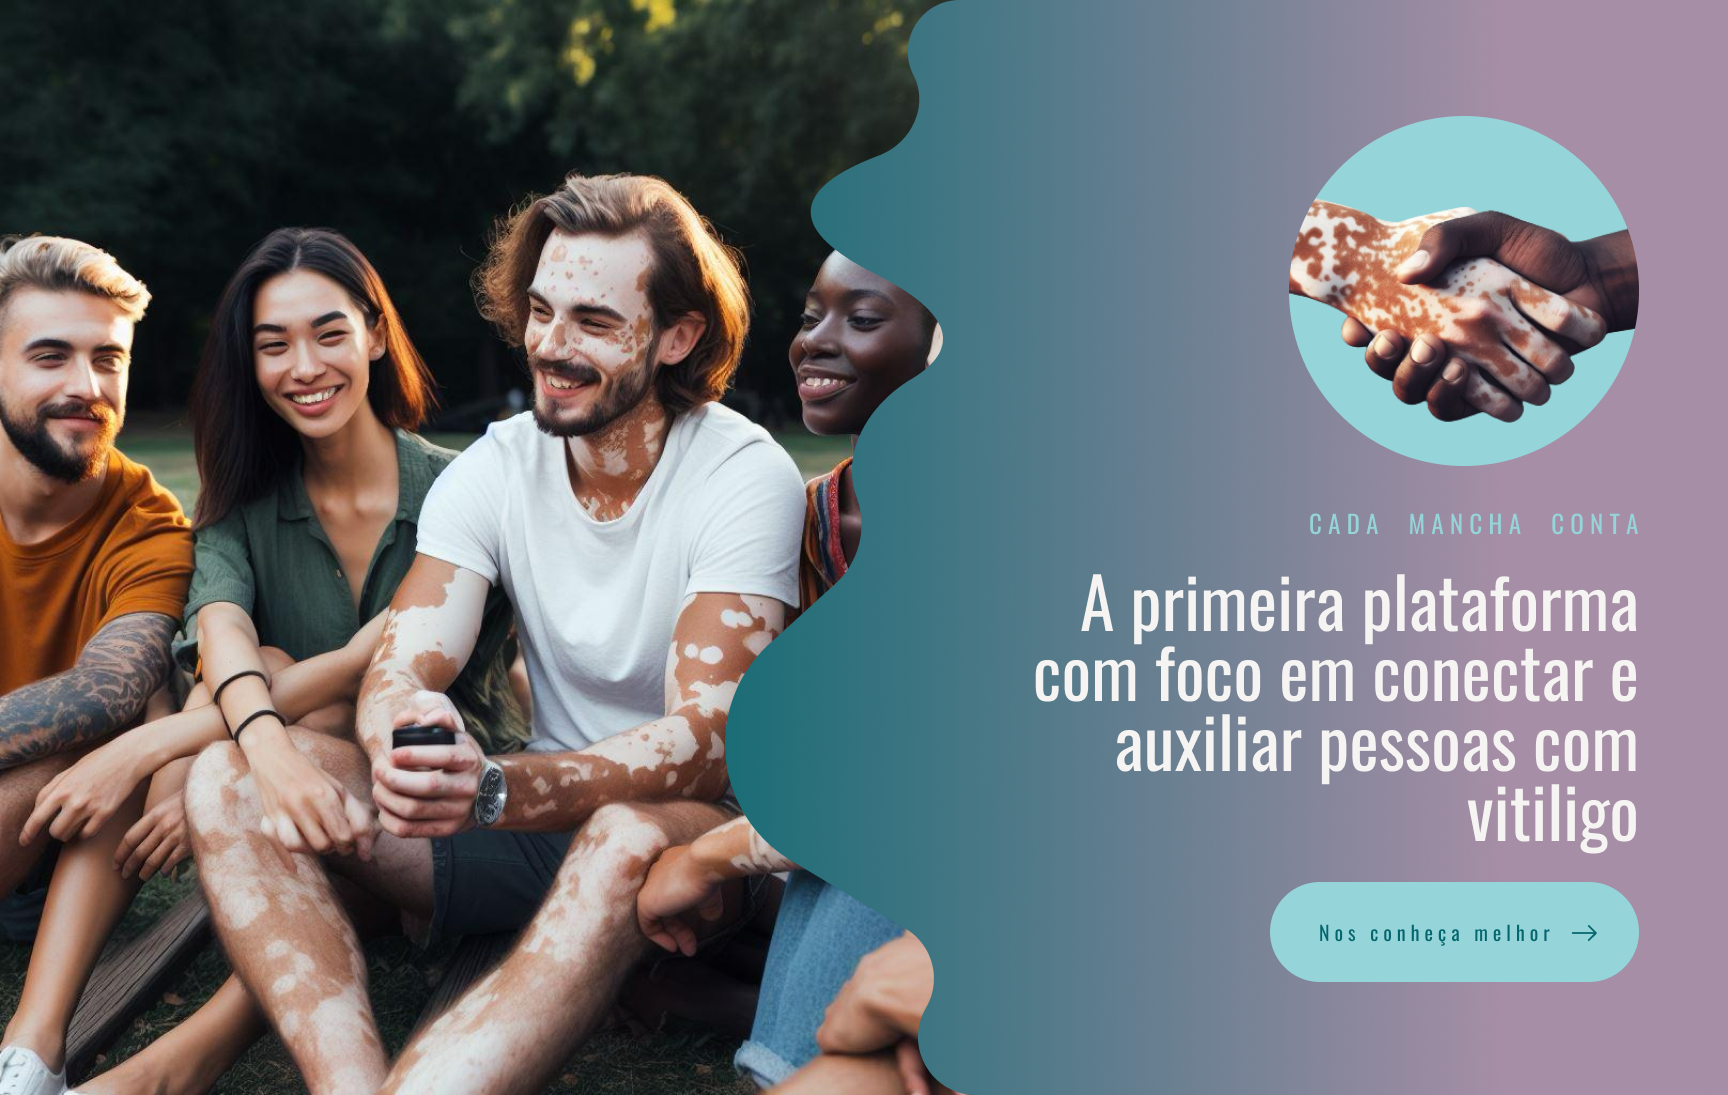 CADA MANCHA CONTA
A primeira plataforma
com foco em conectar e
auxiliar pessoas com
vitiligo
Nos conheça melhor →